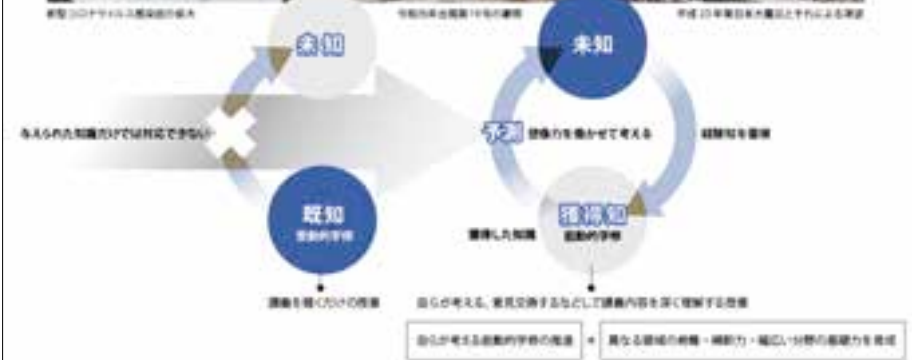 新型コロナウイルス感染症の拡大
令和元年台風第19号の豪雨
平成23年東日本大震災とそれによる津波
未知
未知
与えられた知識だけでは対応できない
予測 想像力を働かせて考える
経験知を蓄積
既知
受動的学修
獲得した知識
獲得知
能動的学修
講義を聴くだけの授業
自らが考える、意見交換するなどして講義内容を深く理解する授業
自らが考える能動的学修の推進
異なる領域の俯瞰・横断力・幅広い分野の基礎力を育成